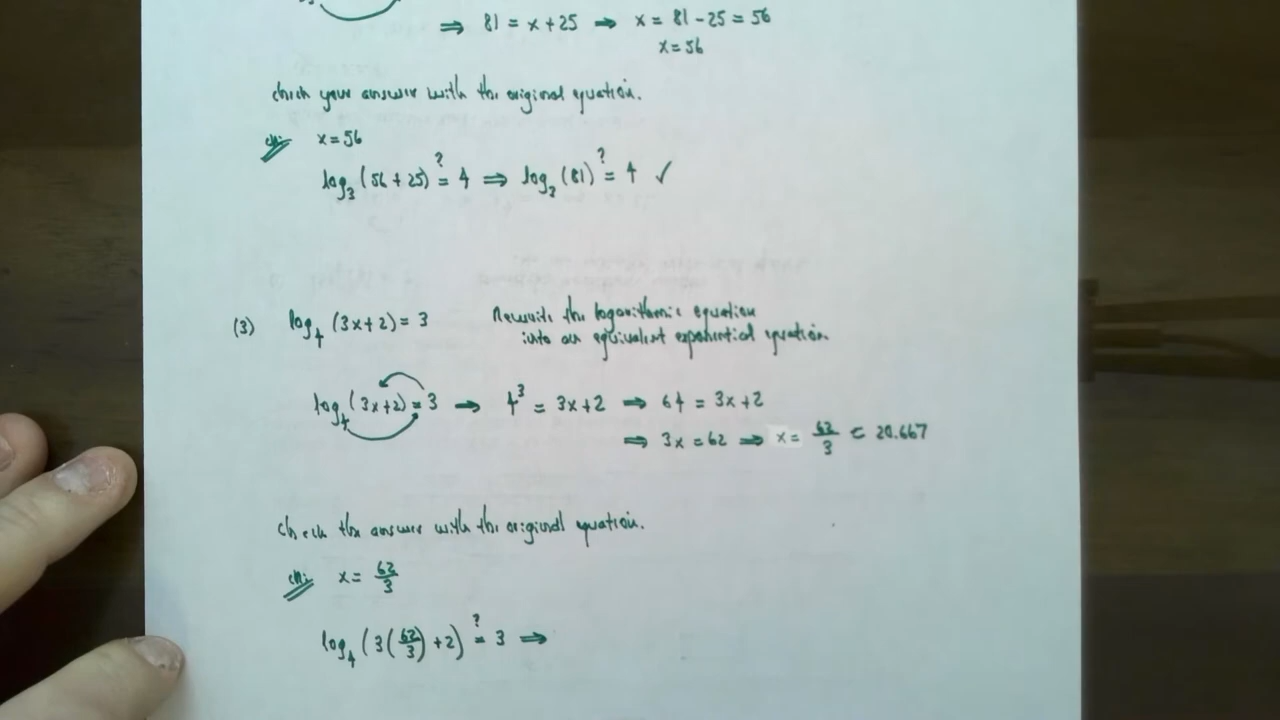 ⇒ 81 = x + 25 ⇒ x = 81 - 25 = 56
x = 56
check your answer with the original equation.
ch: x = 56
log₃ (56 + 25) ≟ 4 ⇒ log₃ (81) ≟ 4 ✓
(3) log₄ (3x + 2) = 3 Rewrite the logarithmic equation
into an equivalent exponential equation.
log₄ (3x + 2) = 3 ⇒ 4³ = 3x + 2 ⇒ 64 = 3x + 2
⇒ 3x = 62 ⇒ x = 62/3 ≈ 20.667
Check the answer with the original equation.
ch: x = 62/3
log₄ (3(62/3) + 2) ≟ 3 ⇒